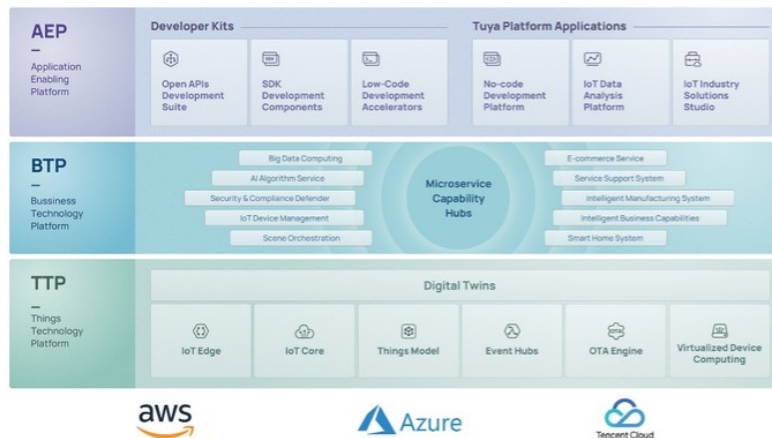 AEP
—
Application
Enabling
Platform
Developer Kits
Open APIs
Development
Suite
SDK
Development
Components
Low-Code
Development
Accelerators
Tuya Platform Applications
No-code
Development
Platform
IoT Data
Analysis
Platform
IoT Industry
Solutions
Studio
BTP
—
Bussiness
Technology
Platform
Big Data Computing
AI Algorithm Service
Security & Compliance Defender
IoT Device Management
Scene Orchestration
Microservice
Capability
Hubs
E-commerce Service
Service Support System
Intelligent Manufacturing System
Intelligent Business Capabilities
Smart Home System
TTP
—
Things
Technology
Platform
Digital Twins
IoT Edge
IoT Core
Things Model
Event Hubs
OTA
OTA Engine
Virtualized Device
Computing
aws
Azure
Tencent Cloud